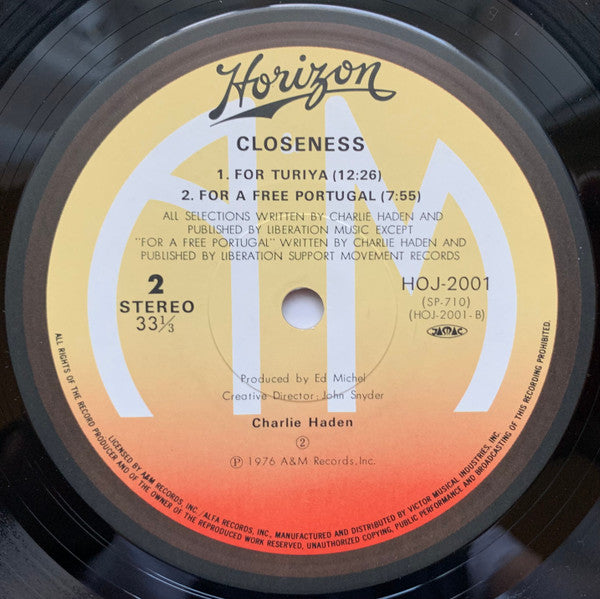 Horizon
A&M
CLOSENESS
1. FOR TURIYA (12:26)
2. FOR A FREE PORTUGAL (7:55)
ALL SELECTIONS WRITTEN BY CHARLIE HADEN AND
PUBLISHED BY LIBERATION MUSIC EXCEPT
"FOR A FREE PORTUGAL" WRITTEN BY CHARLIE HADEN AND
PUBLISHED BY LIBERATION SUPPORT MOVEMENT RECORDS
2
STEREO
33⅓
HOJ-2001
(SP-710)
(HOJ-2001-B)
JAMAC
Produced by Ed Michel
Creative Director: John Snyder
Charlie Haden
②
Ⓟ 1976 A&M Records, Inc.
ALL RIGHTS OF THE RECORD PRODUCER AND OF THE OWNER OF THE REPRODUCED WORK RESERVED, UNAUTHORIZED COPYING, PUBLIC PERFORMANCE AND BROADCASTING OF THIS RECORDING PROHIBITED.
LICENSED BY A&M RECORDS, INC./ALFA RECORDS, INC., MANUFACTURED AND DISTRIBUTED BY VICTOR MUSICAL INDUSTRIES, INC.